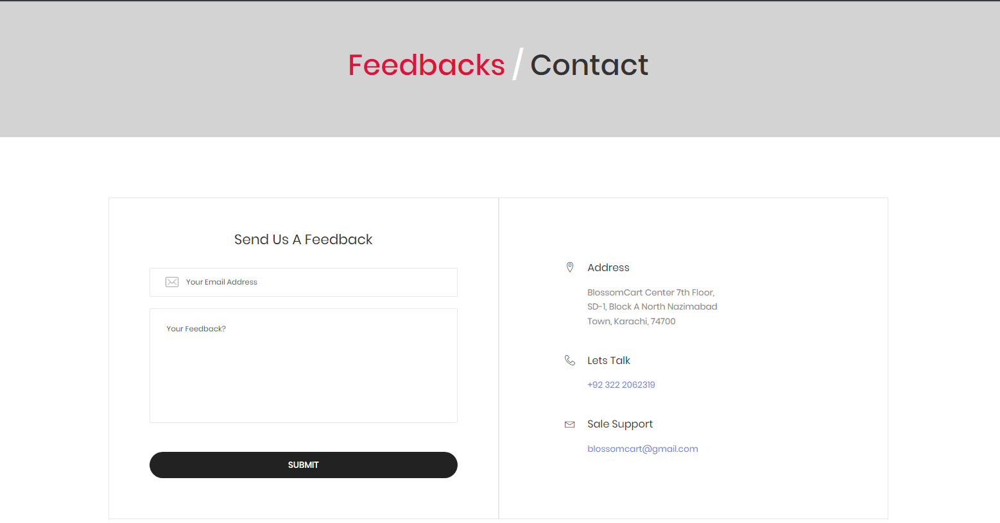 Feedbacks / Contact
Send Us A Feedback
Your Email Address
Your Feedback?
SUBMIT
Address
BlossomCart Center 7th Floor,
SD-1, Block A North Nazimabad
Town, Karachi, 74700
Lets Talk
+92 322 2062319
Sale Support
blossomcart@gmail.com